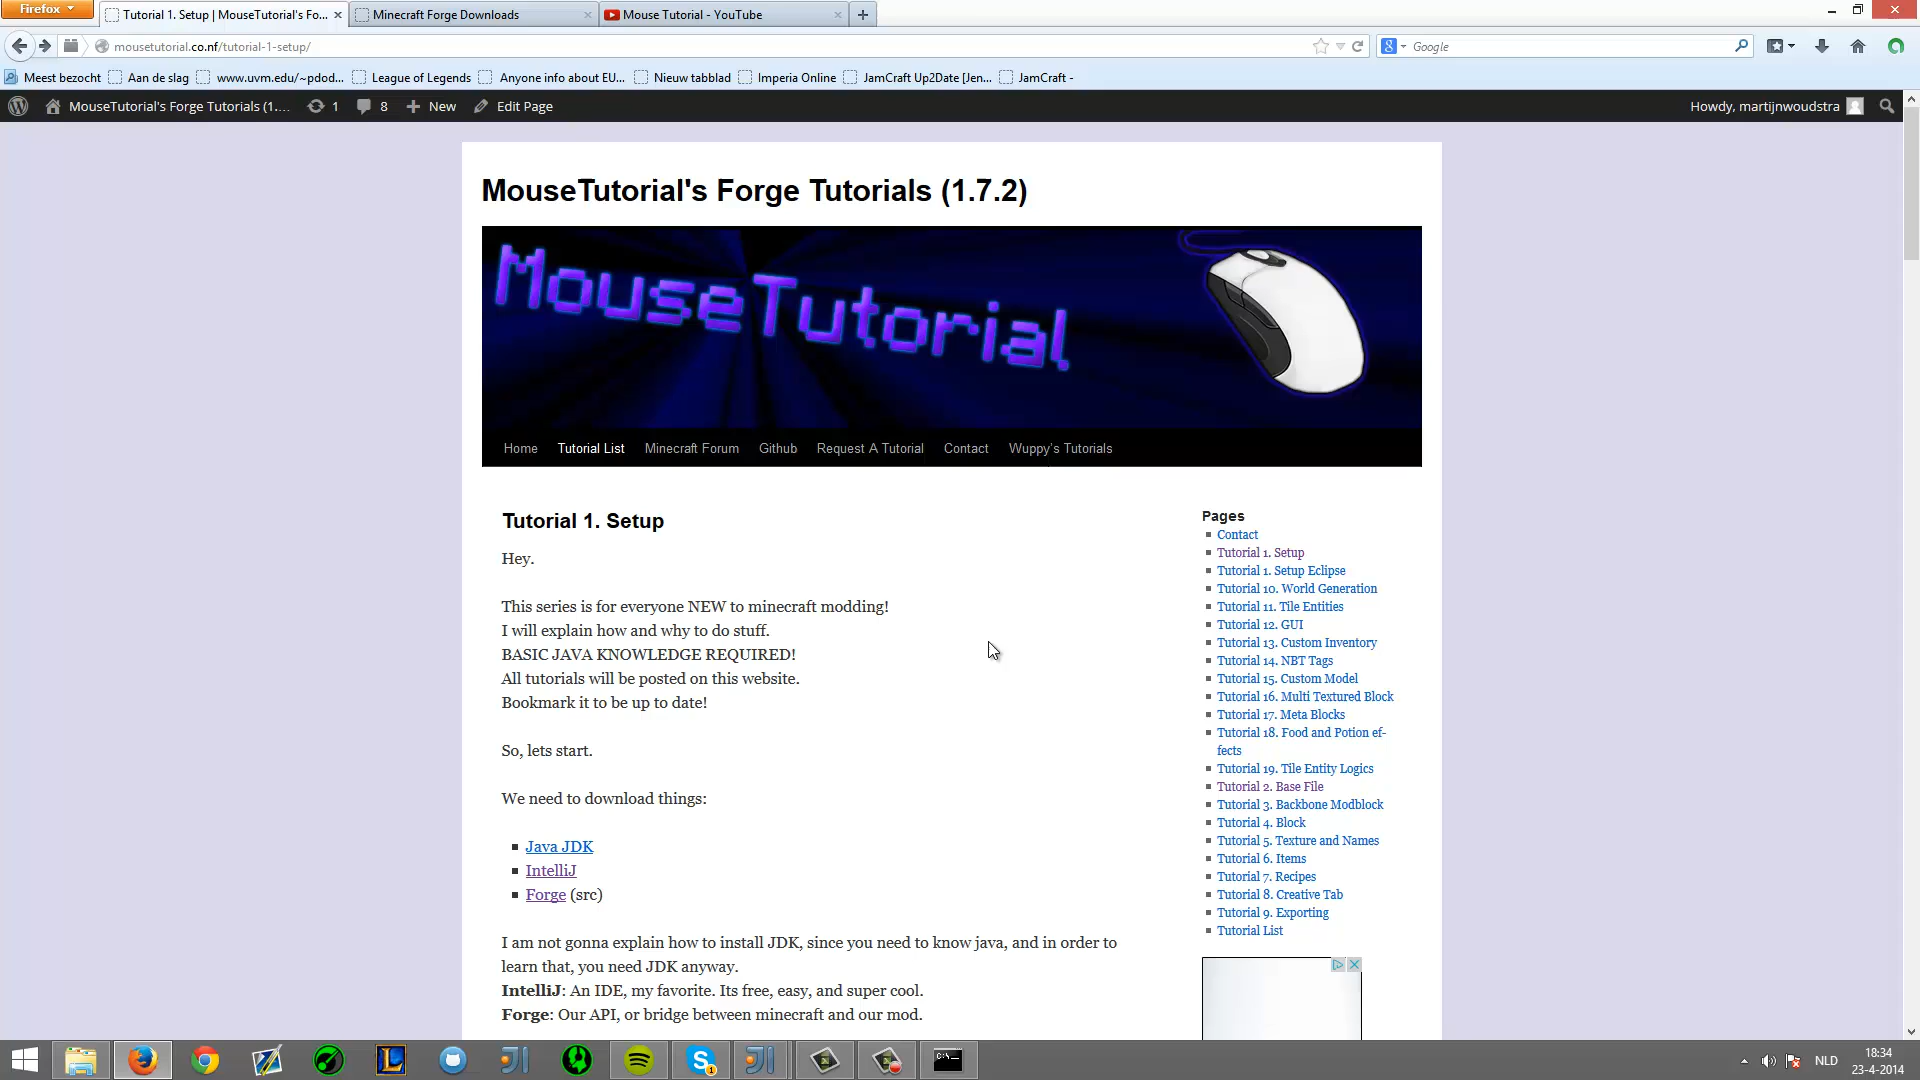 Firefox
Tutorial 1. Setup | MouseTutorial's Fo...
Minecraft Forge Downloads
Mouse Tutorial - YouTube
mousetutorial.co.nf/tutorial-1-setup/
Google
Meest bezocht
Aan de slag
www.uvm.edu/~pdod...
League of Legends
Anyone info about EU...
Nieuw tabblad
Imperia Online
JamCraft Up2Date [Jen...
JamCraft -
MouseTutorial's Forge Tutorials (1....
1
8
New
Edit Page
Howdy, martijnwoudstra
MouseTutorial's Forge Tutorials (1.7.2)
MouseTutorial
Home
Tutorial List
Minecraft Forum
Github
Request A Tutorial
Contact
Wuppy's Tutorials
Tutorial 1. Setup
Hey.
This series is for everyone NEW to minecraft modding!
I will explain how and why to do stuff.
BASIC JAVA KNOWLEDGE REQUIRED!
All tutorials will be posted on this website.
Bookmark it to be up to date!
So, lets start.
We need to download things:
Java JDK
IntelliJ
Forge (src)
I am not gonna explain how to install JDK, since you need to know java, and in order to
learn that, you need JDK anyway.
IntelliJ: An IDE, my favorite. Its free, easy, and super cool.
Forge: Our API, or bridge between minecraft and our mod.
Pages
Contact
Tutorial 1. Setup
Tutorial 1. Setup Eclipse
Tutorial 10. World Generation
Tutorial 11. Tile Entities
Tutorial 12. GUI
Tutorial 13. Custom Inventory
Tutorial 14. NBT Tags
Tutorial 15. Custom Model
Tutorial 16. Multi Textured Block
Tutorial 17. Meta Blocks
Tutorial 18. Food and Potion ef-
fects
Tutorial 19. Tile Entity Logics
Tutorial 2. Base File
Tutorial 3. Backbone Modblock
Tutorial 4. Block
Tutorial 5. Texture and Names
Tutorial 6. Items
Tutorial 7. Recipes
Tutorial 8. Creative Tab
Tutorial 9. Exporting
Tutorial List
NLD
18:34
23-4-2014